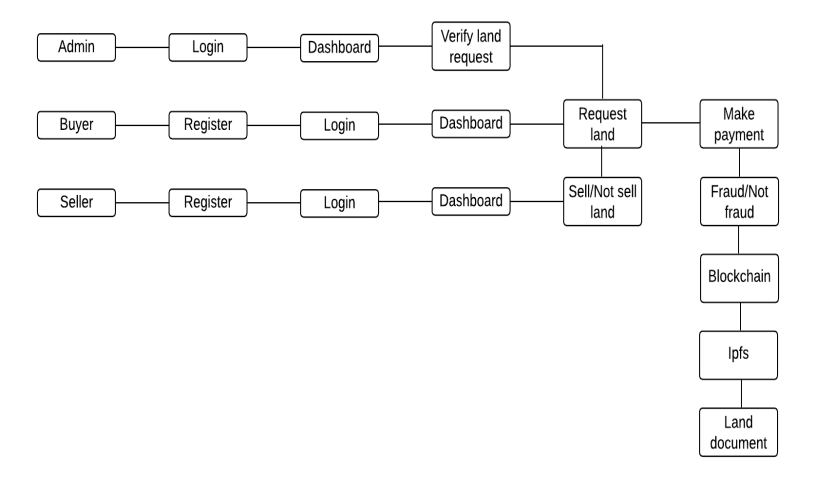 Admin
Login
Dashboard
Verify land
request
Buyer
Register
Login
Dashboard
Request
land
Make
payment
Seller
Register
Login
Dashboard
Sell/Not sell
land
Fraud/Not
fraud
Blockchain
Ipfs
Land
document